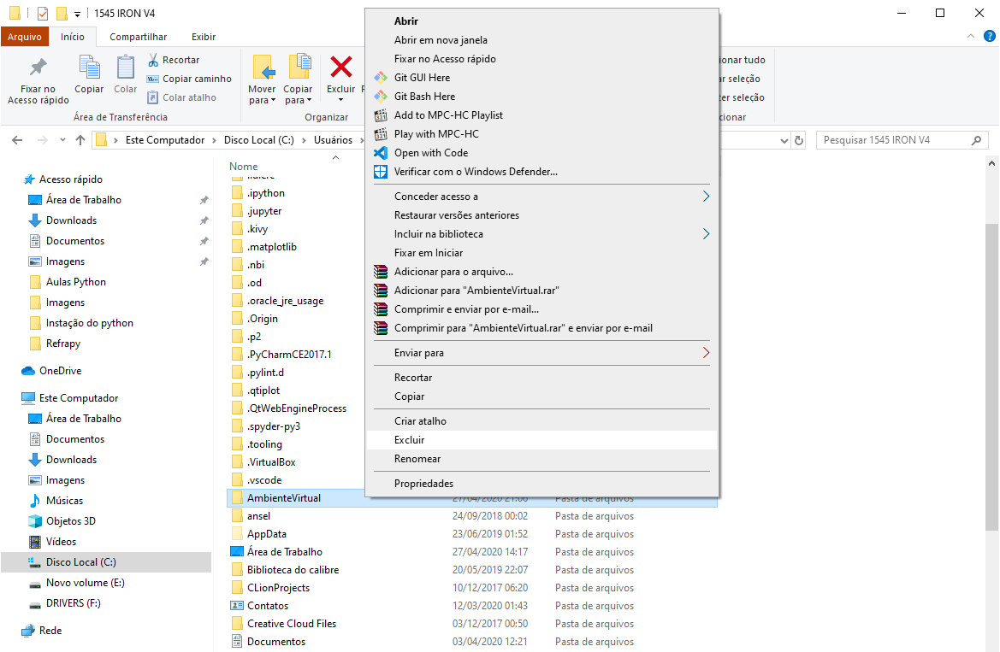 1545 IRON V4
Arquivo Início Compartilhar Exibir
Fixar no
Acesso rápido
Copiar
Colar
Recortar
Copiar caminho
Colar atalho
Área de Transferência
Mover
para
Copiar
para
Excluir
Organizar
ionar tudo
ar seleção
ter seleção
cionar
Este Computador > Disco Local (C:) > Usuários >
Pesquisar 1545 IRON V4
Acesso rápido
Área de Trabalho
Downloads
Documentos
Imagens
Aulas Python
Imagens
Instação do python
Refrapy
OneDrive
Este Computador
Área de Trabalho
Documentos
Downloads
Imagens
Músicas
Objetos 3D
Vídeos
Disco Local (C:)
Novo volume (E:)
DRIVERS (F:)
Rede
Nome
.ipython
.jupyter
.kivy
.matplotlib
.nbi
.od
.oracle_jre_usage
.Origin
.p2
.PyCharmCE2017.1
.pylint.d
.qtiplot
.QtWebEngineProcess
.spyder-py3
.tooling
.VirtualBox
.vscode
AmbienteVirtual 27/04/2020 21:06 Pasta de arquivos
ansel 24/09/2018 00:02 Pasta de arquivos
AppData 23/06/2019 01:52 Pasta de arquivos
Área de Trabalho 27/04/2020 14:17 Pasta de arquivos
Biblioteca do calibre 20/05/2019 22:07 Pasta de arquivos
CLionProjects 10/12/2017 06:20 Pasta de arquivos
Contatos 12/03/2020 01:43 Pasta de arquivos
Creative Cloud Files 03/12/2017 00:50 Pasta de arquivos
Documentos 03/04/2020 12:21 Pasta de arquivos
Abrir
Abrir em nova janela
Fixar no Acesso rápido
Git GUI Here
Git Bash Here
Add to MPC-HC Playlist
Play with MPC-HC
Open with Code
Verificar com o Windows Defender...
Conceder acesso a
Restaurar versões anteriores
Incluir na biblioteca
Fixar em Iniciar
Adicionar para o arquivo...
Adicionar para "AmbienteVirtual.rar"
Comprimir e enviar por e-mail...
Comprimir para "AmbienteVirtual.rar" e enviar por e-mail
Enviar para
Recortar
Copiar
Criar atalho
Excluir
Renomear
Propriedades